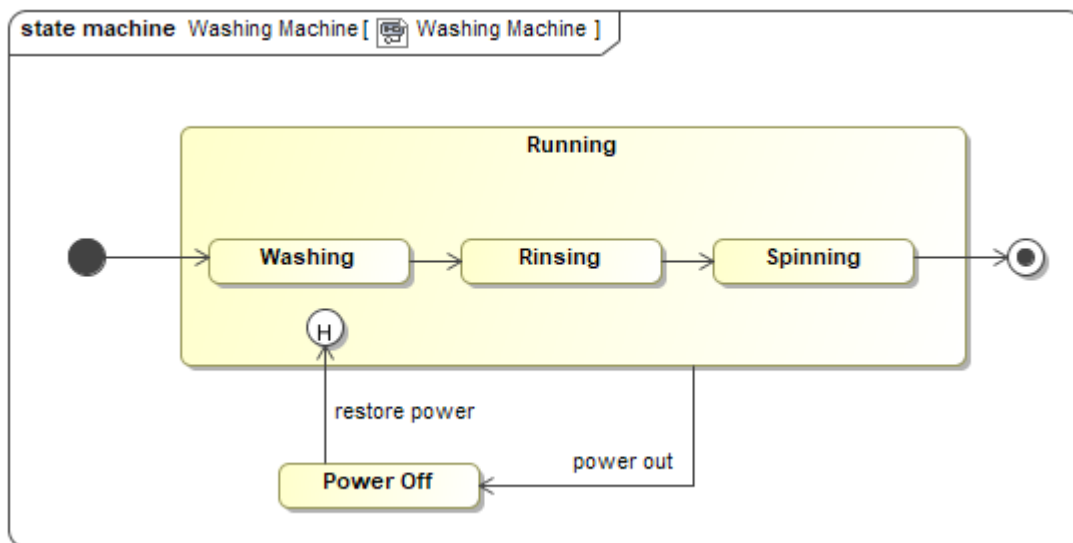 state machine Washing Machine [ Washing Machine ]
Running
Washing
Rinsing
Spinning
H
restore power
power out
Power Off